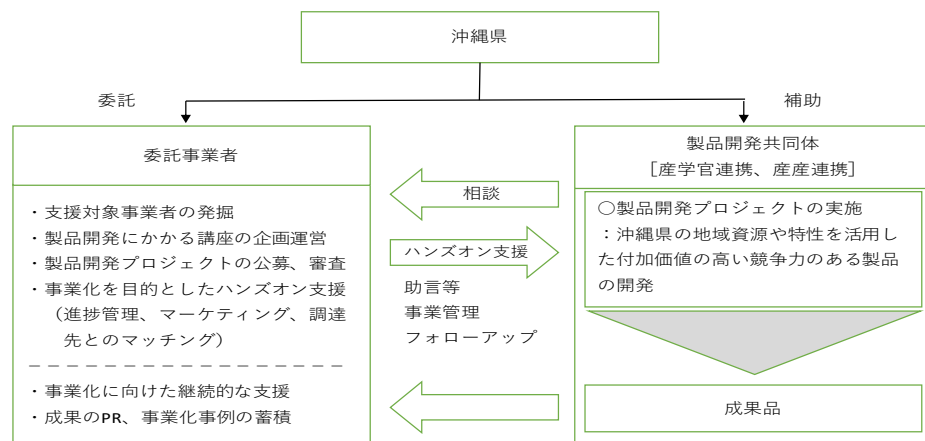 沖縄県
委託
補助
委託事業者
・支援対象事業者の発掘
・製品開発にかかる講座の企画運営
・製品開発プロジェクトの公募、審査
・事業化を目的としたハンズオン支援
（進捗管理、マーケティング、調達
先とのマッチング）
・事業化に向けた継続的な支援
・成果のPR、事業化事例の蓄積
相談
ハンズオン支援
助言等
事業管理
フォローアップ
製品開発共同体
［産学官連携、産産連携］
○製品開発プロジェクトの実施
：沖縄県の地域資源や特性を活用し
た付加価値の高い競争力のある製品
の開発
成果品